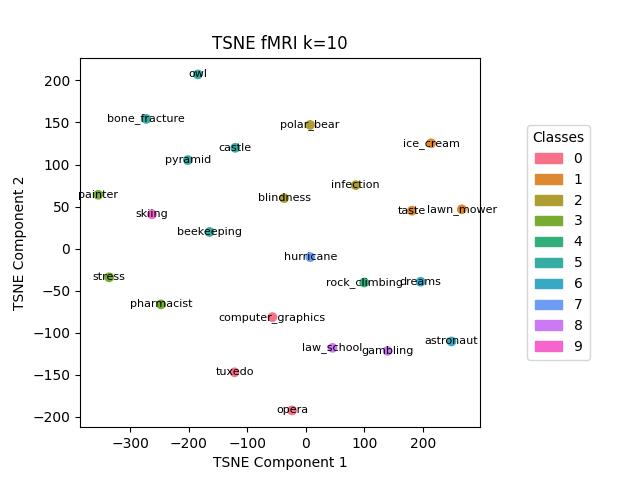 TSNE fMRI k=10
TSNE Component 2
200
150
100
50
0
−50
−100
−150
−200
owl
bone_fracture
polar_bear
castle
ice_cream
pyramid
infection
painter
blindness
skiing
taste
lawn_mower
beekeeping
hurricane
stress
rock_climbing
dreams
pharmacist
computer_graphics
law_school
gambling
astronaut
tuxedo
opera
−300
−200
−100
0
100
200
TSNE Component 1
Classes
0
1
2
3
4
5
6
7
8
9